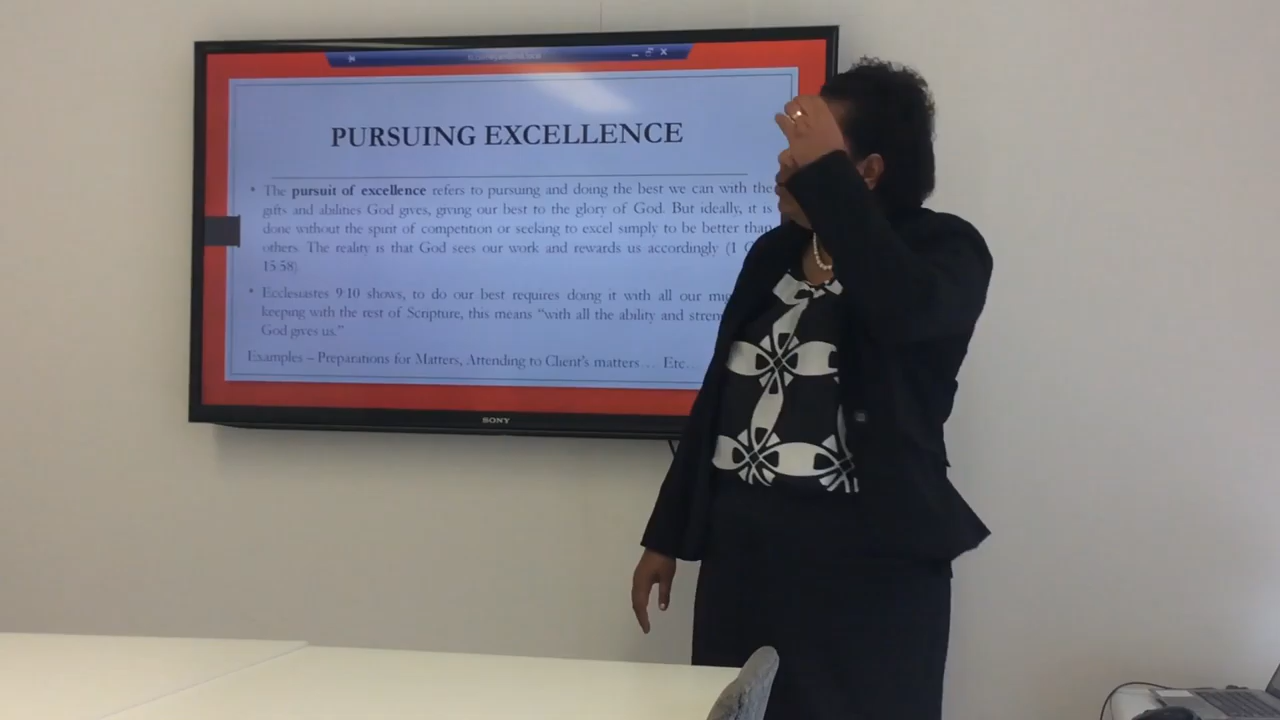 PURSUING EXCELLENCE
• The pursuit of excellence refers to pursuing and doing the best we can with the
gifts and abilities God gives, giving our best to the glory of God. But ideally, it is
done without the spirit of competition or seeking to excel simply to be better than
others. The reality is that God sees our work and rewards us accordingly (1
15:58).
• Ecclesiastes 9:10 shows, to do our best requires doing it with all our
keeping with the rest of Scripture, this means “with all the ability and
God gives us.”
Examples – Preparations for Matters, Attending to Client's matters . . . Etc. .
SONY